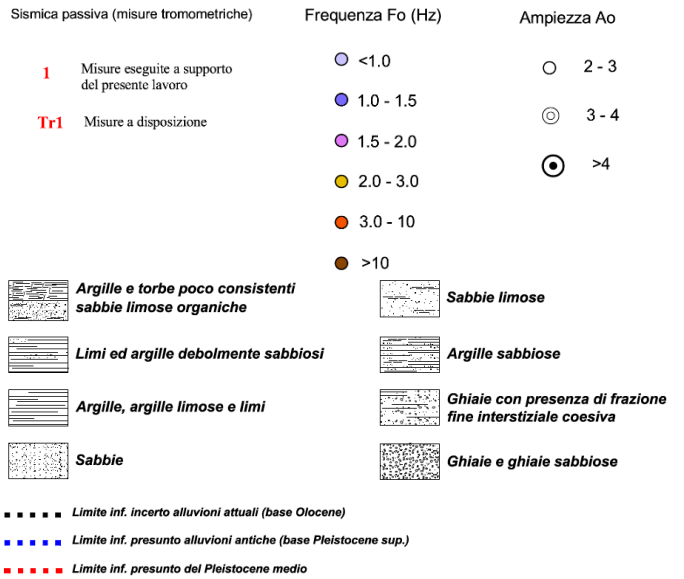 Sismica passiva (misure tromometriche)
1
Misure eseguite a supporto
del presente lavoro
Tr1
Misure a disposizione
Frequenza Fo (Hz)
<1.0
1.0 - 1.5
1.5 - 2.0
2.0 - 3.0
3.0 - 10
>10
Ampiezza Ao
2 - 3
3 - 4
>4
Argille e torbe poco consistenti
sabbie limose organiche
Limi ed argille debolmente sabbiosi
Argille, argille limose e limi
Sabbie
Sabbie limose
Argille sabbiose
Ghiaie con presenza di frazione
fine interstiziale coesiva
Ghiaie e ghiaie sabbiose
Limite inf. incerto alluvioni attuali (base Olocene)
Limite inf. presunto alluvioni antiche (base Pleistocene sup.)
Limite inf. presunto del Pleistocene medio